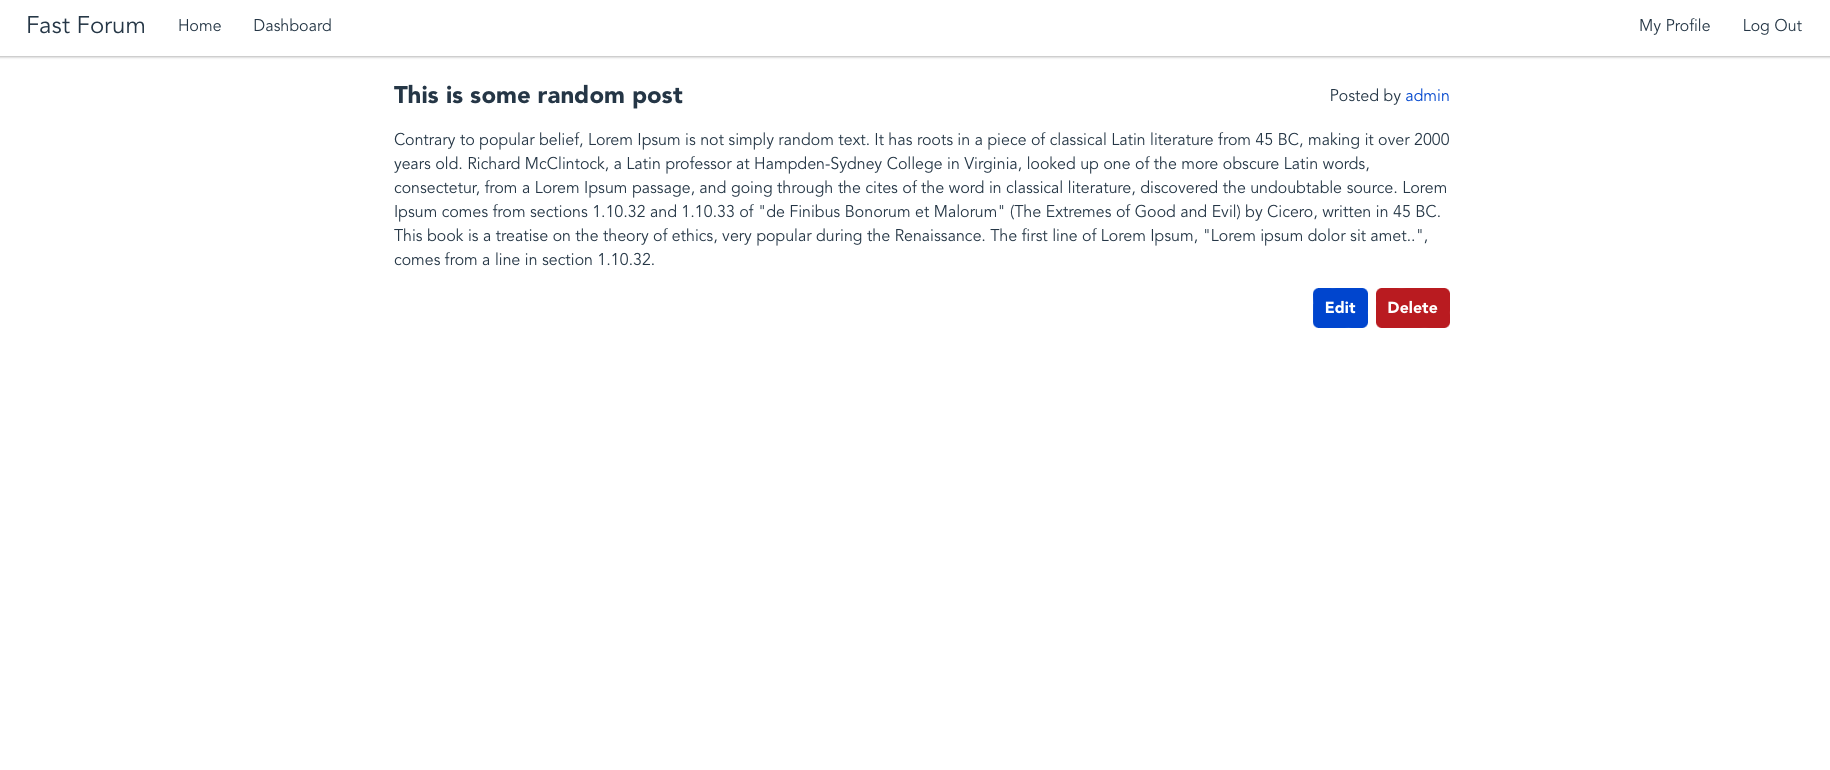 Fast Forum Home Dashboard My Profile Log Out
This is some random post Posted by admin
Contrary to popular belief, Lorem Ipsum is not simply random text. It has roots in a piece of classical Latin literature from 45 BC, making it over 2000
years old. Richard McClintock, a Latin professor at Hampden-Sydney College in Virginia, looked up one of the more obscure Latin words,
consectetur, from a Lorem Ipsum passage, and going through the cites of the word in classical literature, discovered the undoubtable source. Lorem
Ipsum comes from sections 1.10.32 and 1.10.33 of "de Finibus Bonorum et Malorum" (The Extremes of Good and Evil) by Cicero, written in 45 BC.
This book is a treatise on the theory of ethics, very popular during the Renaissance. The first line of Lorem Ipsum, "Lorem ipsum dolor sit amet..",
comes from a line in section 1.10.32.
Edit Delete